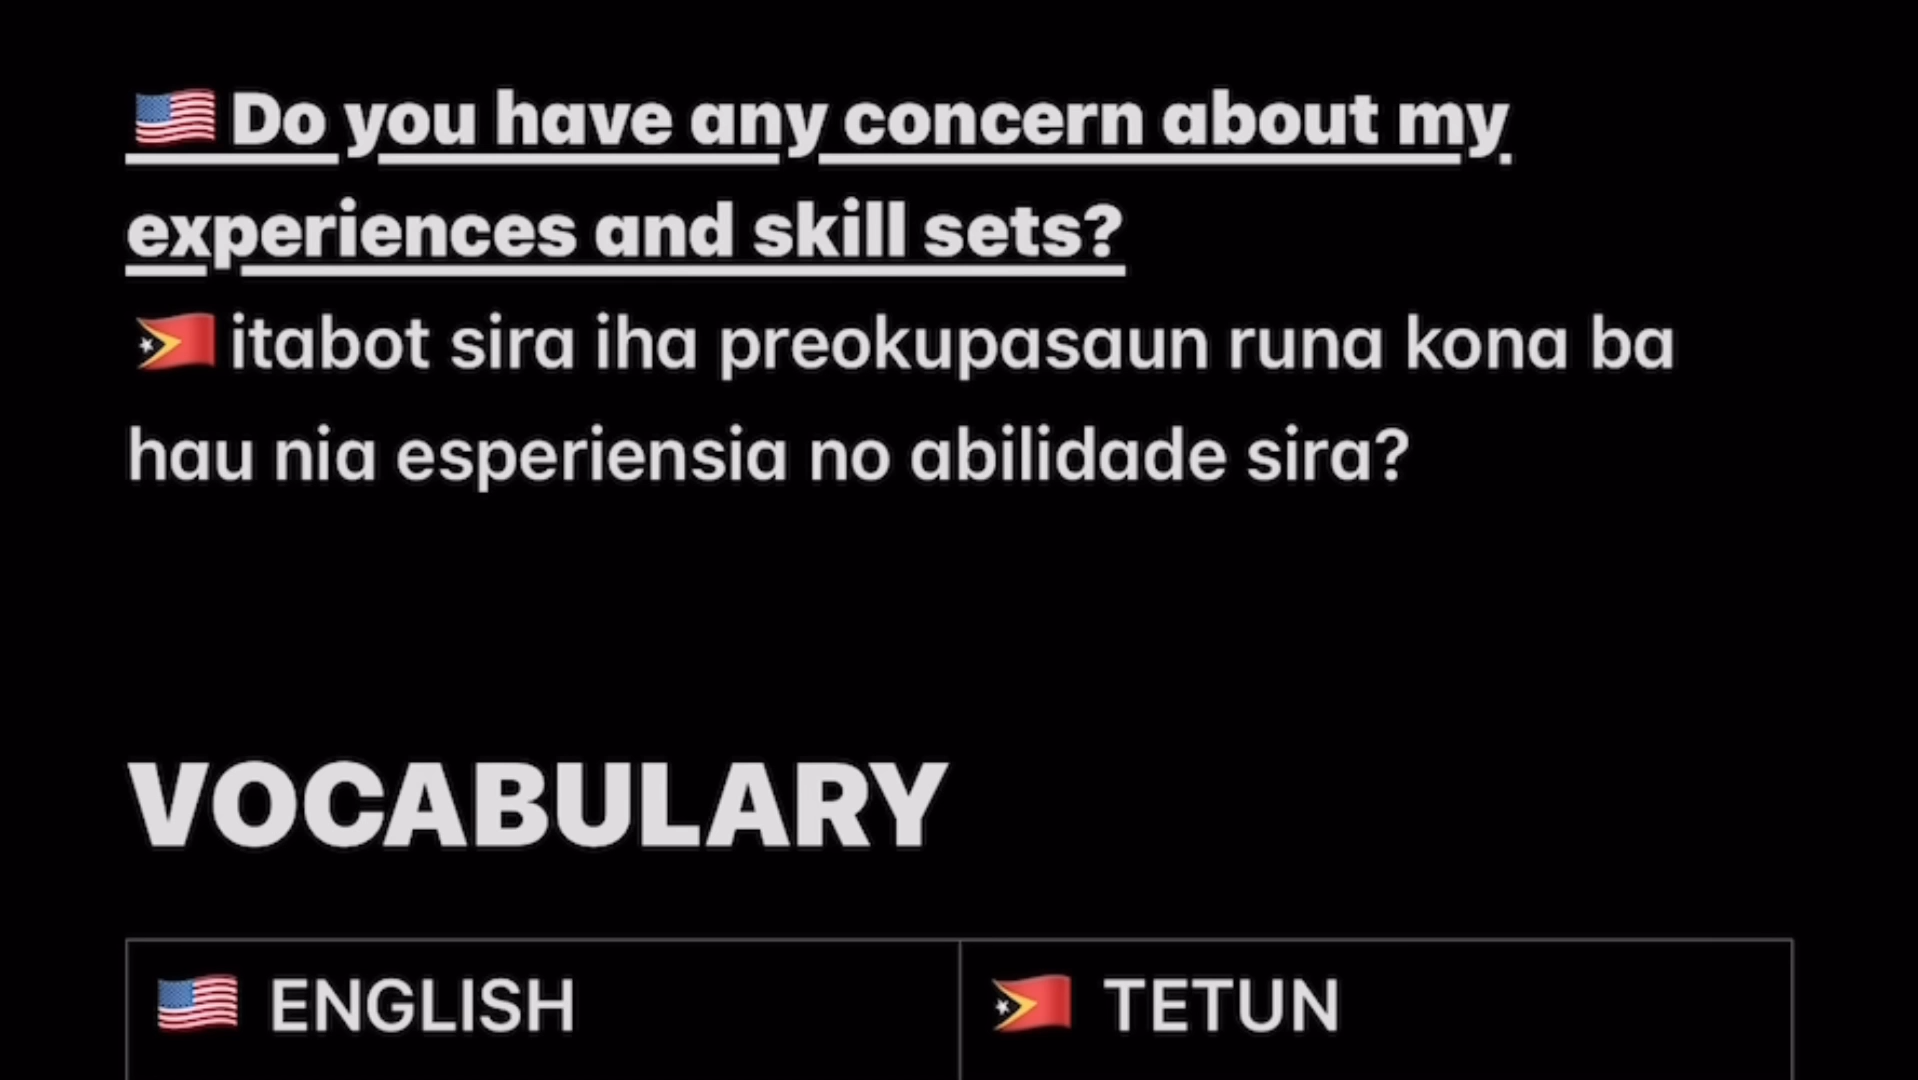 🇺🇸 Do you have any concern about my
experiences and skill sets?
🇹🇱 itabot sira iha preokupasaun runa kona ba
hau nia esperiensia no abilidade sira?
VOCABULARY
🇺🇸 ENGLISH
🇹🇱 TETUN